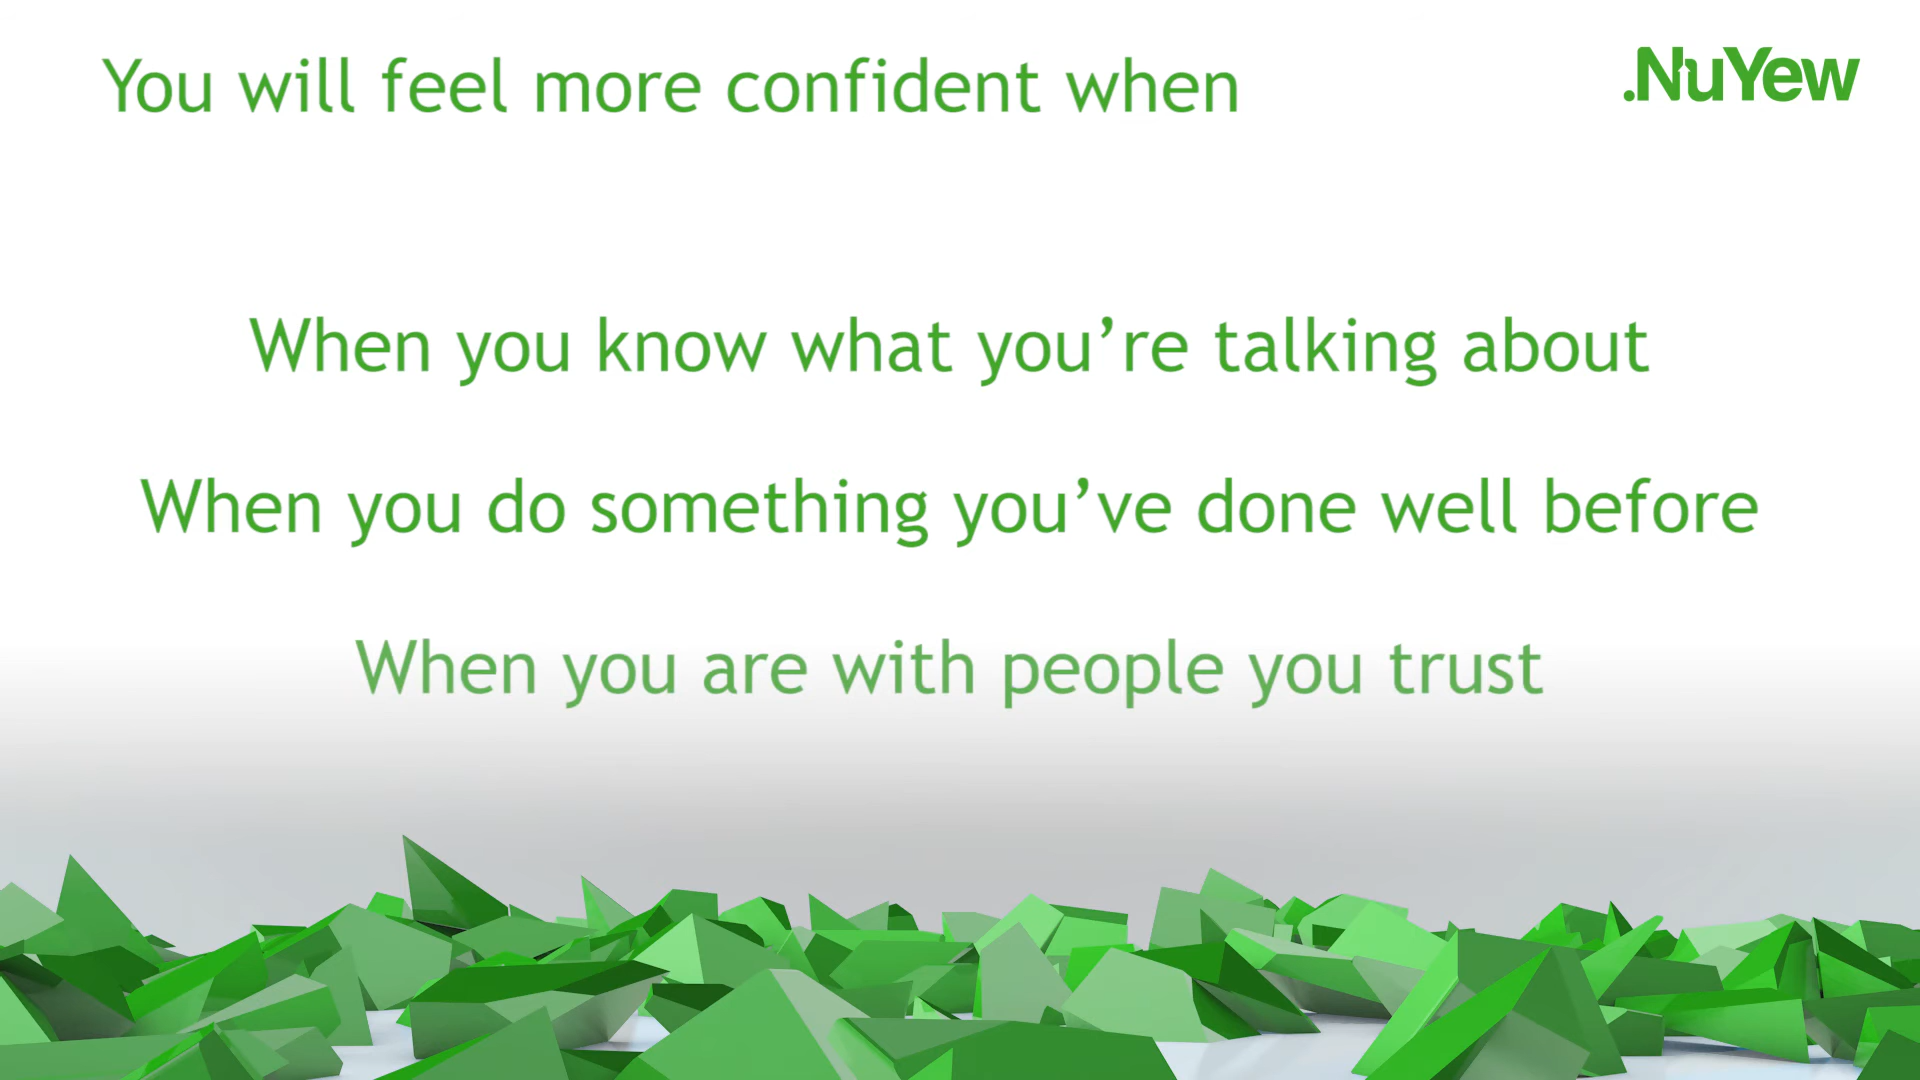 You will feel more confident when
.NuYew
When you know what you’re talking about
When you do something you’ve done well before
When you are with people you trust